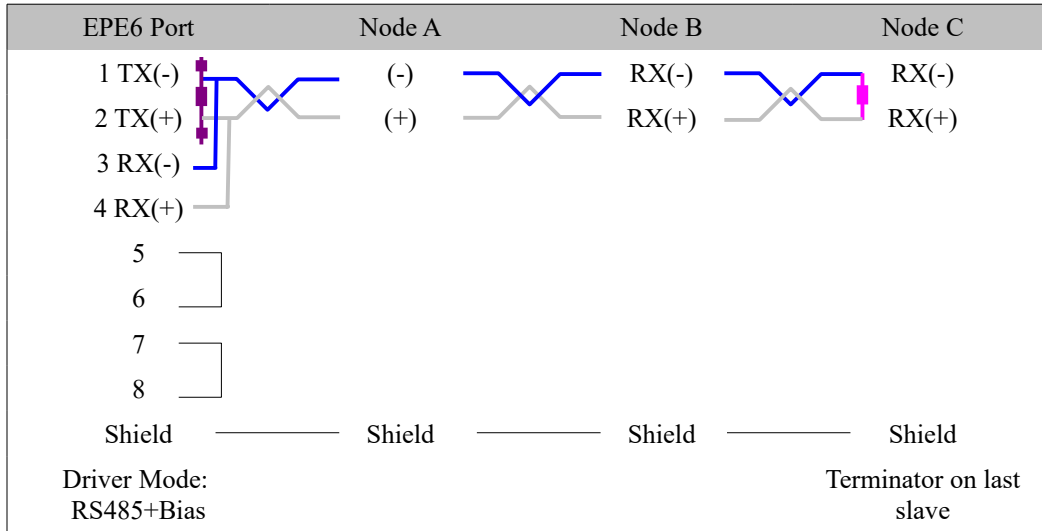 EPE6 Port Node A Node B Node C
1 TX(-) (-) RX(-) RX(-)
2 TX(+) (+) RX(+) RX(+)
3 RX(-)
4 RX(+)
5
6
7
8
Shield Shield Shield Shield
Driver Mode: Terminator on last
RS485+Bias slave